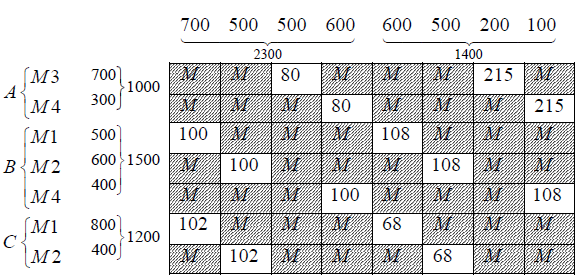 700 500 500 600 600 500 200 100
2300 1400
A M3 700 1000 M M 80 M M M 215 M
M4 300 M M M 80 M M M 215
B M1 500 1500 100 M M M 108 M M M
M2 600 M 100 M M M 108 M M
M4 400 M M M 100 M M M 108
C M1 800 1200 102 M M M 68 M M M
M2 400 M 102 M M M 68 M M